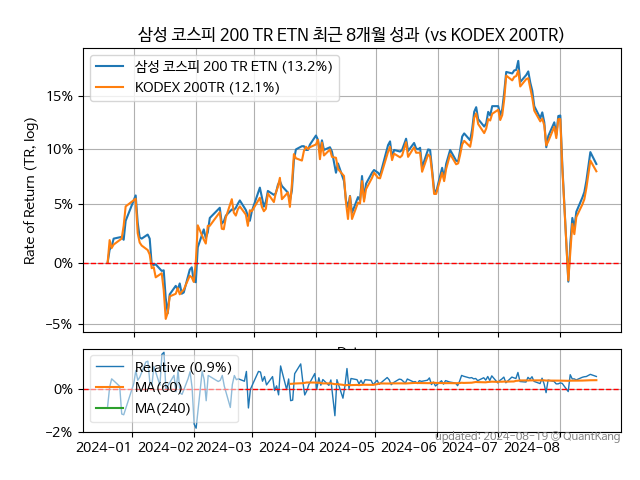 삼성 코스피 200 TR ETN 최근 8개월 성과 (vs KODEX 200TR)
삼성 코스피 200 TR ETN (13.2%)
KODEX 200TR (12.1%)
Rate of Return (TR, log)
15%
10%
5%
0%
−5%
Relative (0.9%)
MA(60)
MA(240)
0%
−2%
2024−01
2024−02
2024−03
2024−04
2024−05
2024−06
2024−07
2024−08
updated: 2024−08−19 © QuantKang